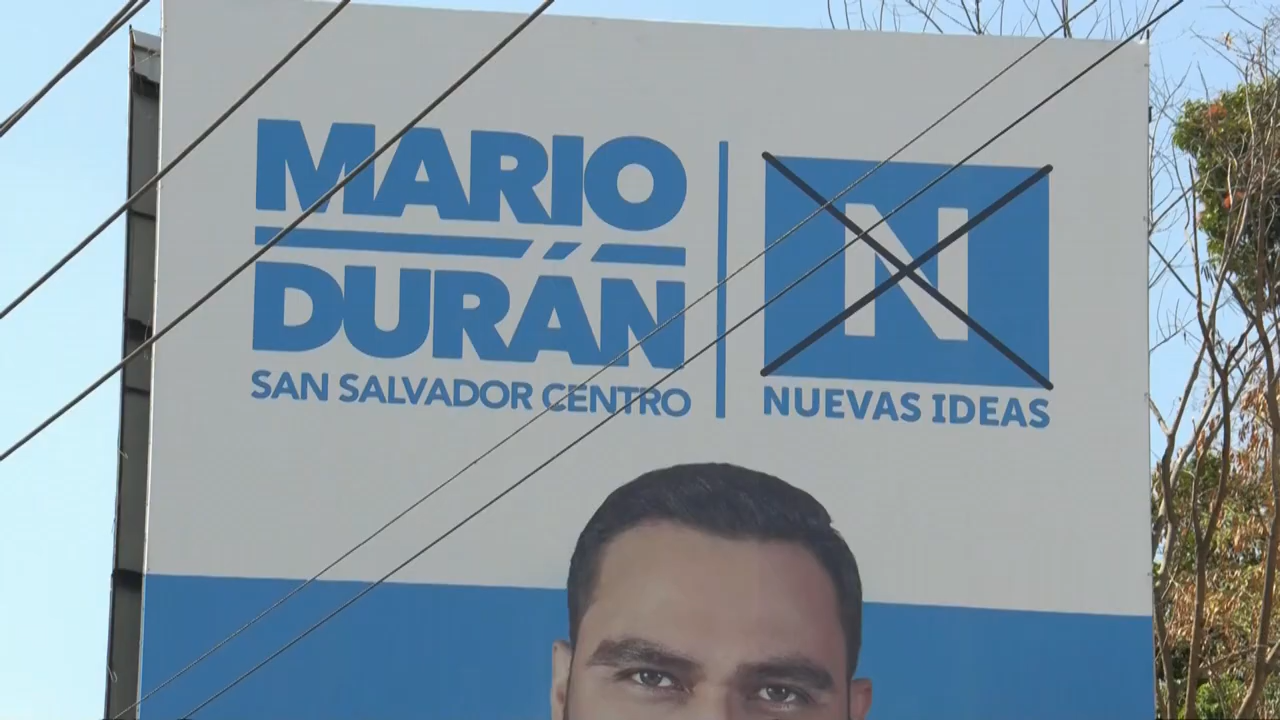 MARIO
DURÁN
SAN SALVADOR CENTRO
N
NUEVAS IDEAS